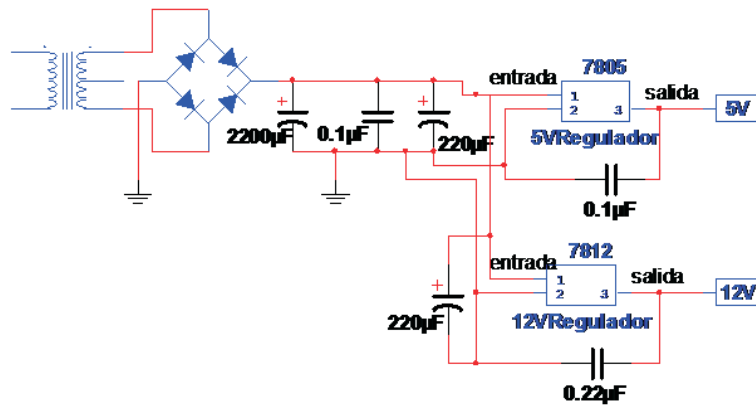 7805
entrada
salida
1
2
3
5V
5VRegulador
+
2200µF
0.1µF
+
220µF
0.1µF
7812
entrada
salida
1
2
3
12V
12VRegulador
+
220µF
0.22µF